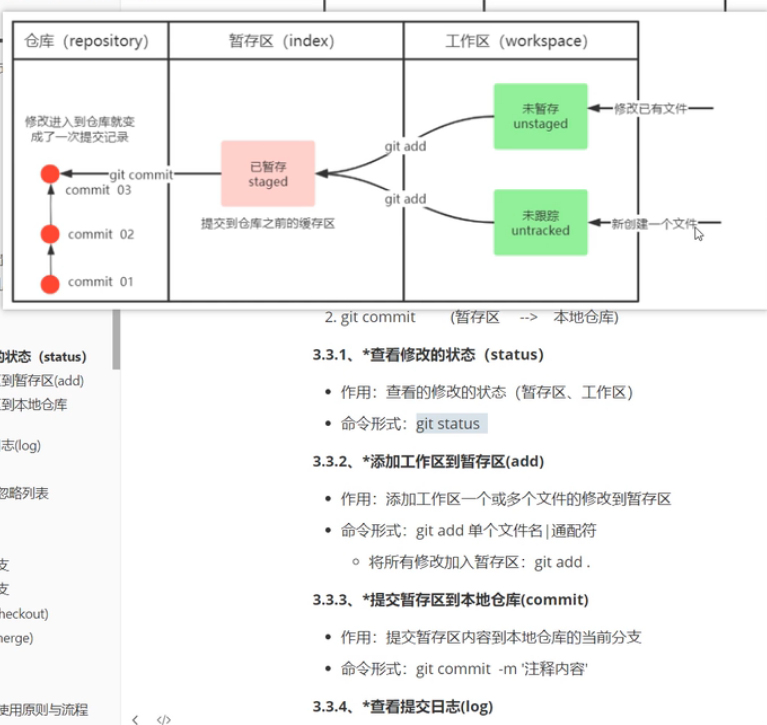 仓库（repository）
暂存区（index）
工作区（workspace）
修改进入到仓库就变
成了一次提交记录
git commit
commit 03
commit 02
commit 01
已暂存
staged
提交到仓库之前的缓存区
git add
git add
未暂存
unstaged
修改已有文件
未跟踪
untracked
新创建一个文件
的状态（status）
到暂存区(add)
到本地仓库
志(log)
忽略列表
支
支
heckout)
nerge)
使用原则与流程
2. git commit （暂存区 --> 本地仓库)
3.3.1、*查看修改的状态（status）
• 作用：查看的修改的状态（暂存区、工作区）
• 命令形式：git status
3.3.2、*添加工作区到暂存区(add)
• 作用：添加工作区一个或多个文件的修改到暂存区
• 命令形式：git add 单个文件名|通配符
◦ 将所有修改加入暂存区：git add .
3.3.3、*提交暂存区到本地仓库(commit)
• 作用：提交暂存区内容到本地仓库的当前分支
• 命令形式：git commit -m '注释内容'
3.3.4、*查看提交日志(log)
< </>